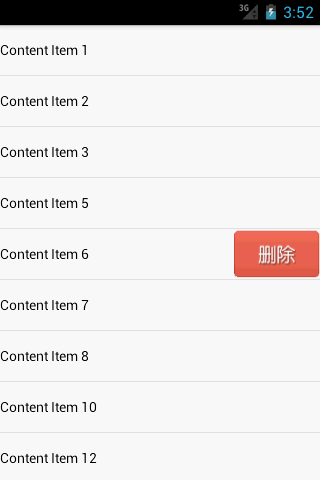 3G 3:52
Content Item 1
Content Item 2
Content Item 3
Content Item 5
Content Item 6 删除
Content Item 7
Content Item 8
Content Item 10
Content Item 12